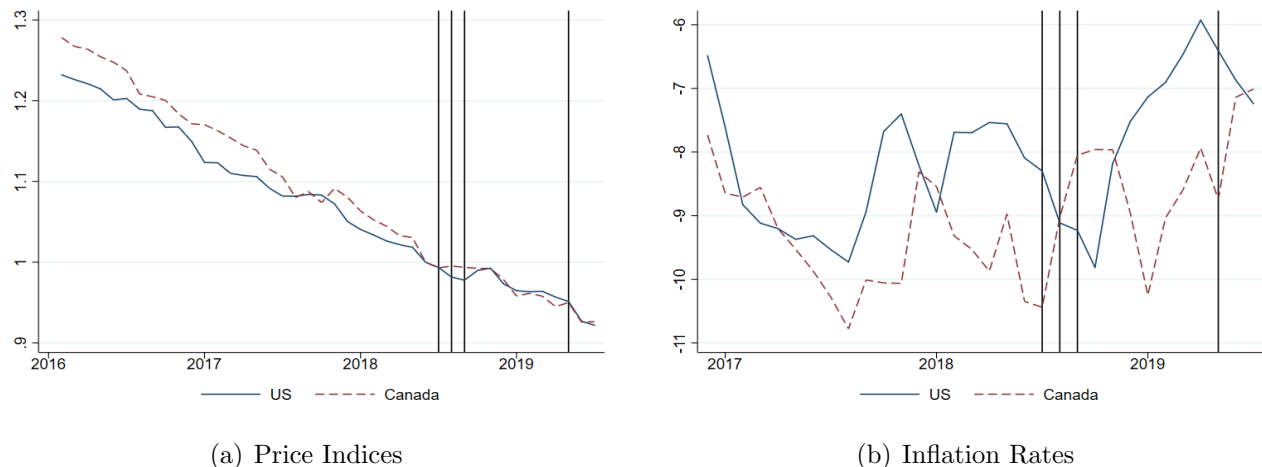 1.3
1.2
1.1
1
.9
2016 2017 2018 2019
US Canada
(a) Price Indices
-6
-7
-8
-9
-10
-11
2017 2018 2019
US Canada
(b) Inflation Rates